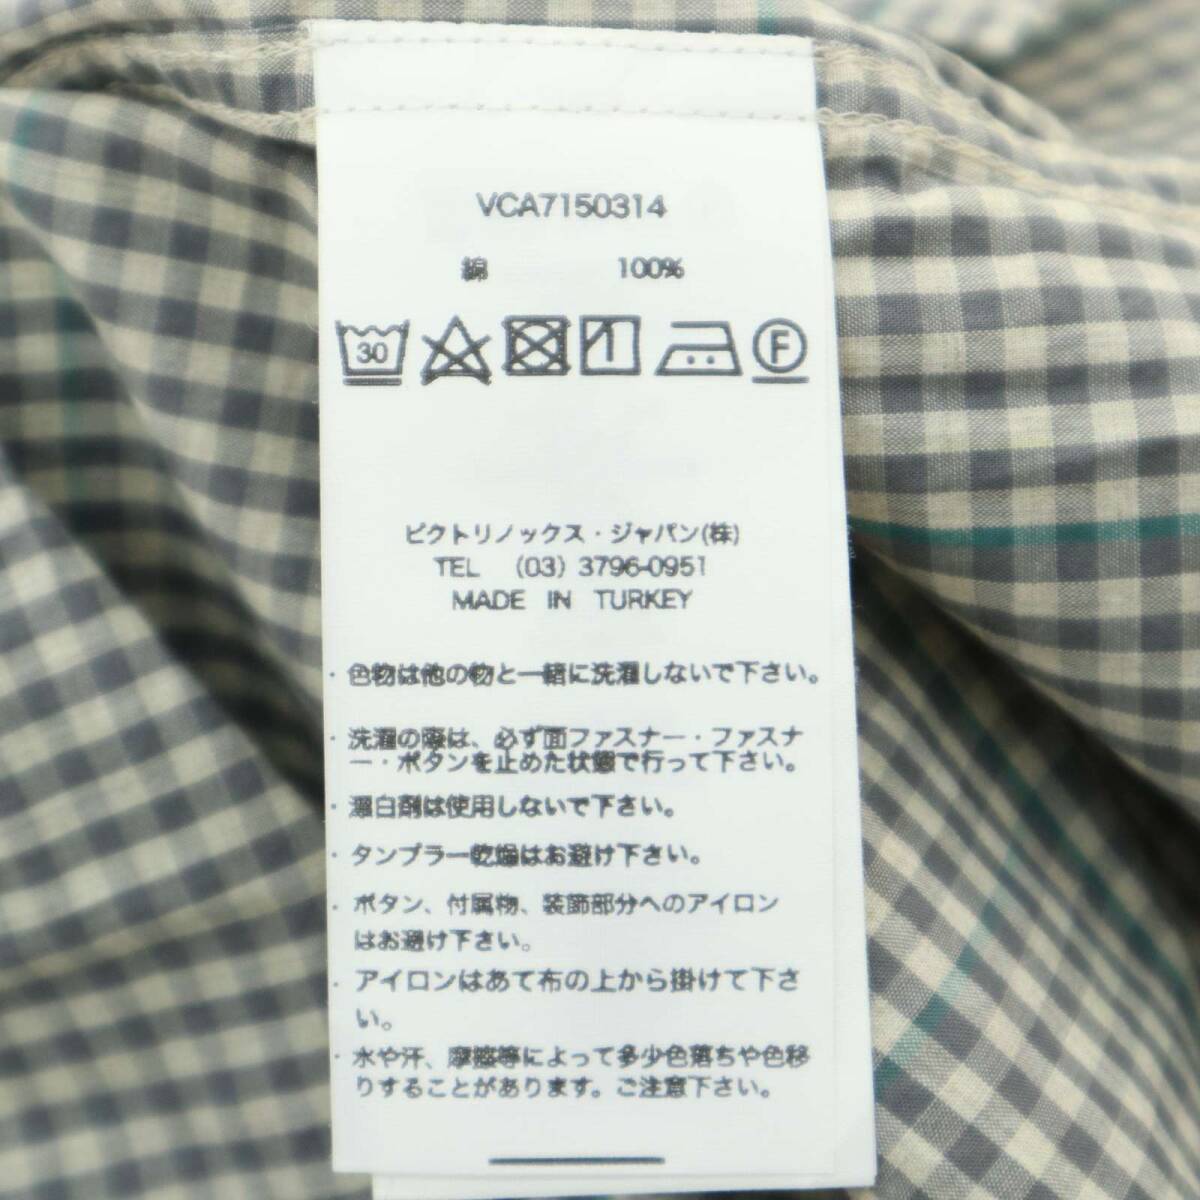 VCA7150314
綿 100%
30 F
ビクトリノックス・ジャパン(株)
TEL (03) 3796-0951
MADE IN TURKEY
・色物は他の物と一緒に洗濯しないで下さい。
・洗濯の際は、必ず面ファスナー・ファスナ
ー・ボタンを止めた状態で行って下さい。
・漂白剤は使用しないで下さい。
・タンブラー乾燥はお避け下さい。
・ボタン、付属物、装飾部分へのアイロン
はお避け下さい。
・アイロンはあて布の上から掛けて下さ
い。
・水や汗、摩擦等によって多少色落ちや色移
りすることがあります。ご注意下さい。